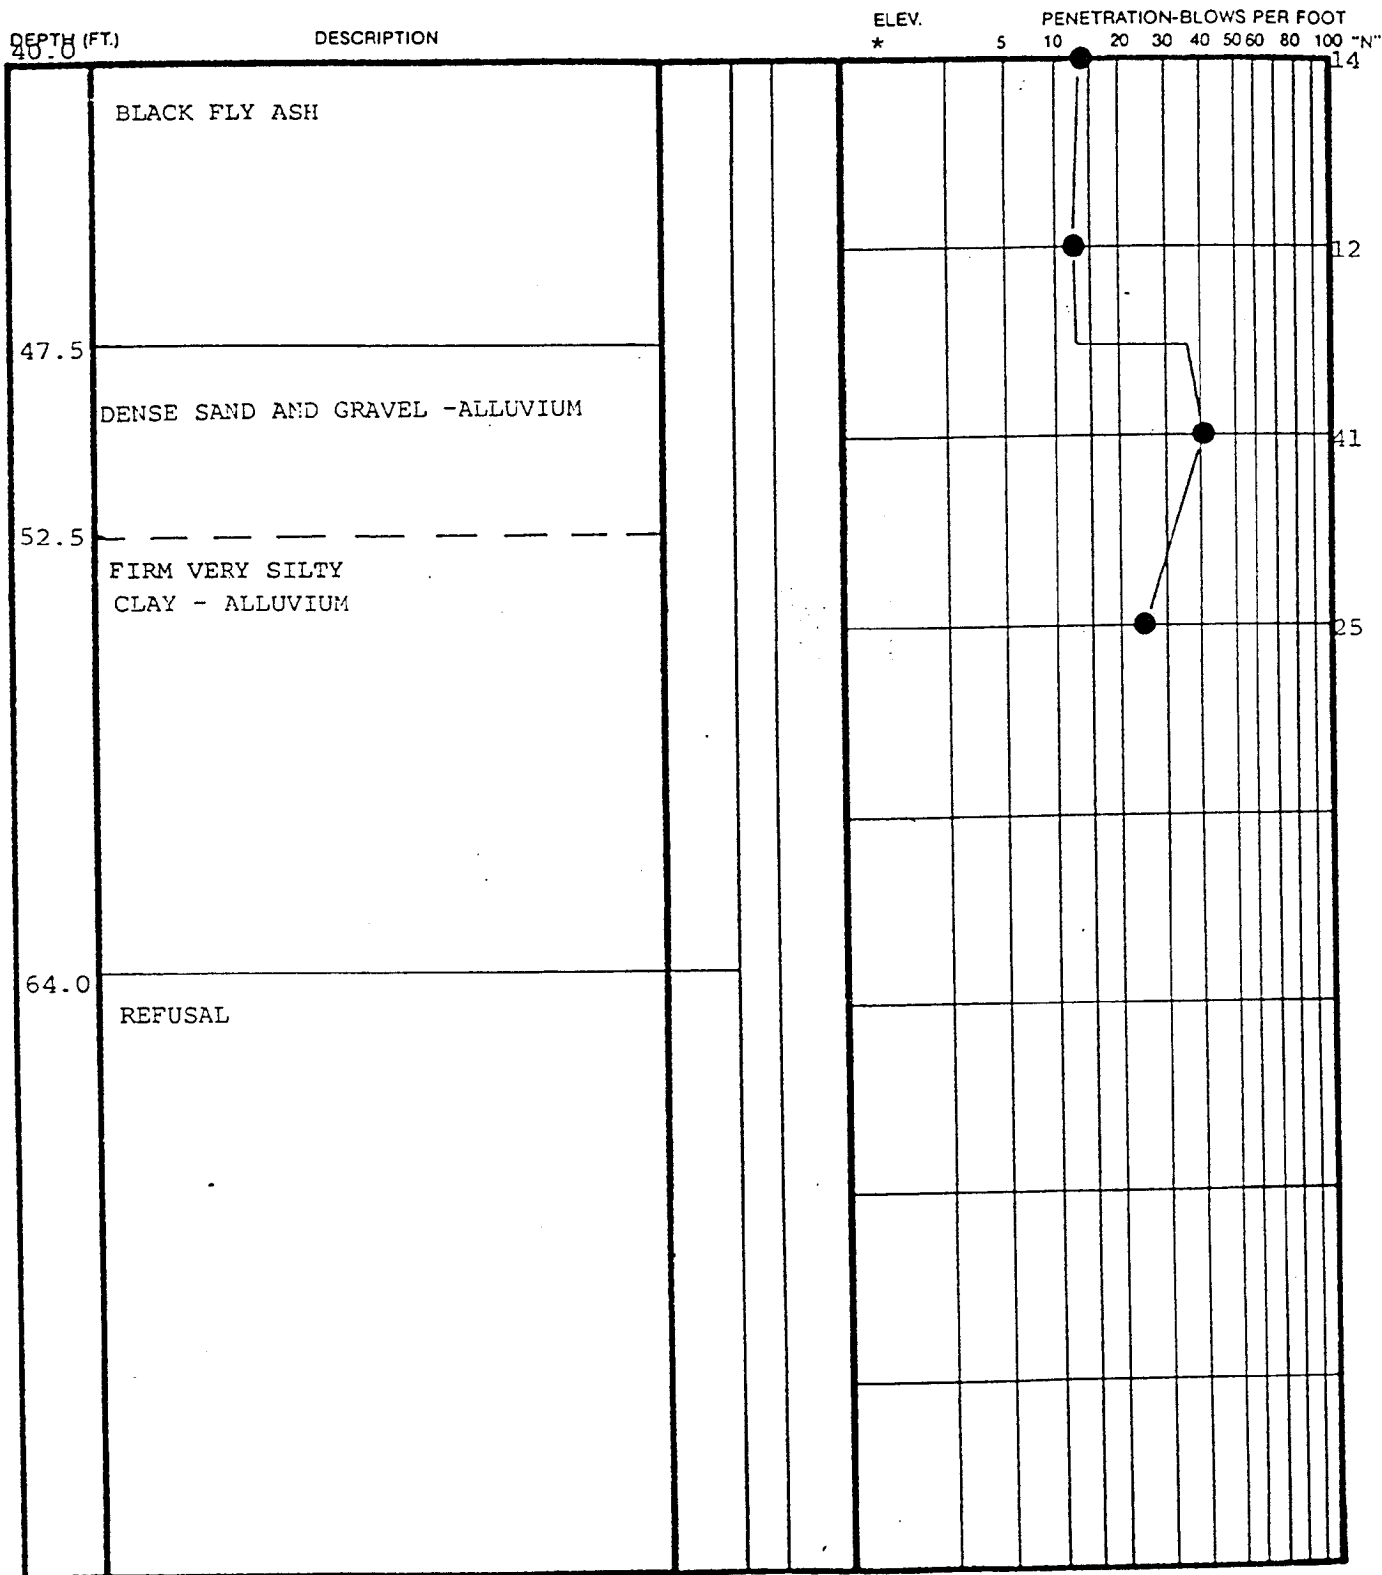 ELEV. PENETRATION-BLOWS PER FOOT
DEPTH (FT.) DESCRIPTION * 5 10 20 30 40 50 60 80 100 "N"
40.0 14
BLACK FLY ASH
12
47.5
DENSE SAND AND GRAVEL -ALLUVIUM
41
52.5
FIRM VERY SILTY
CLAY - ALLUVIUM
25
64.0
REFUSAL